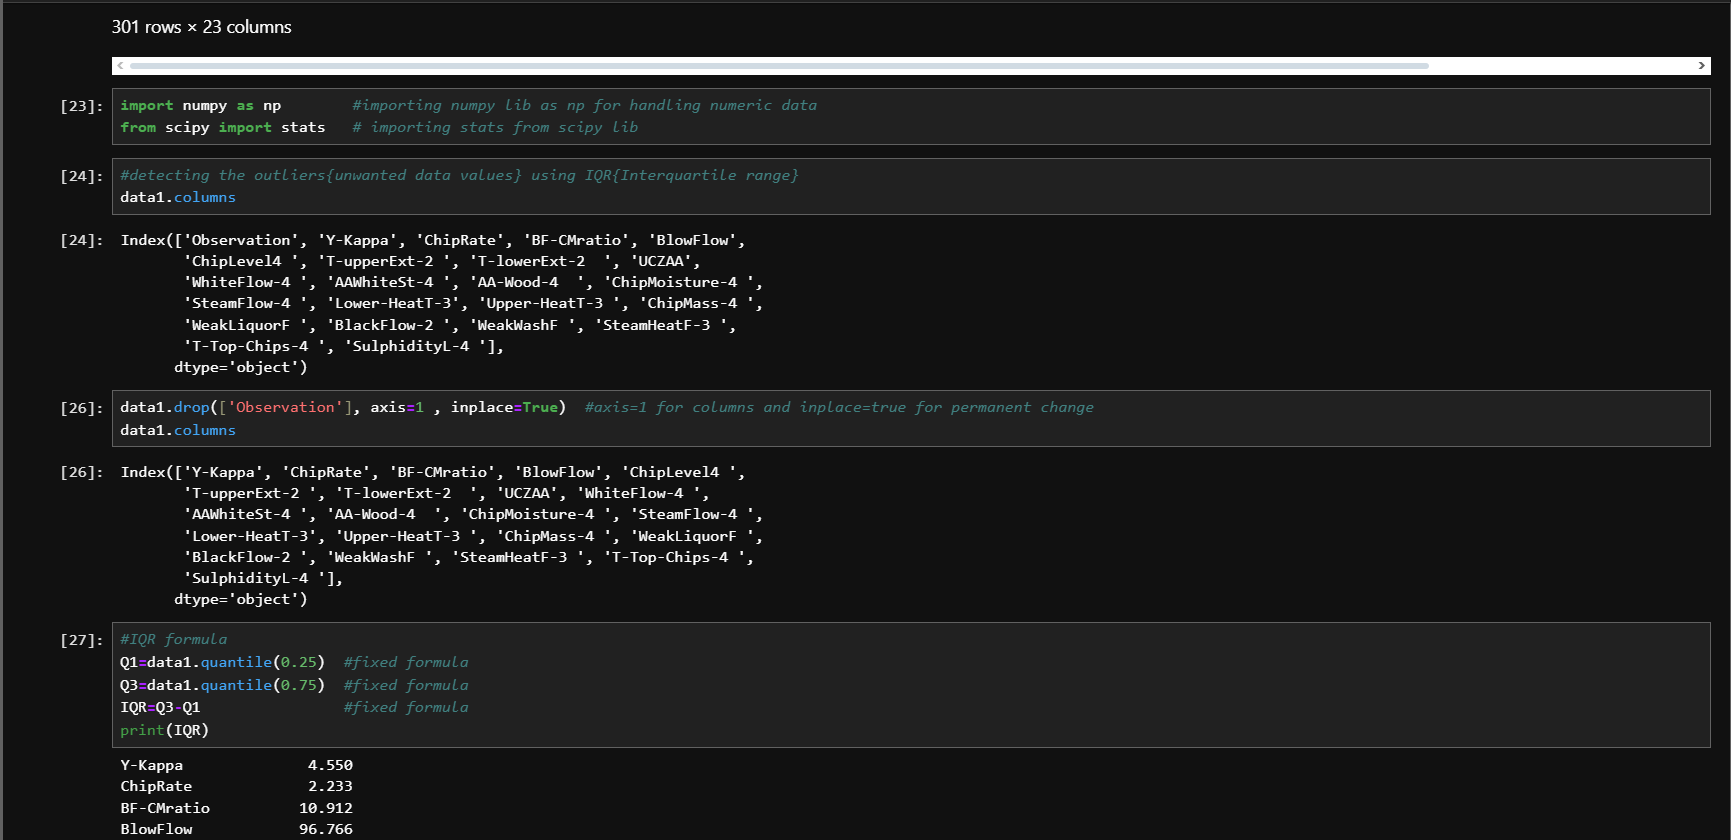 301 rows × 23 columns
[23]: import numpy as np        #importing numpy lib as np for handling numeric data
from scipy import stats   # importing stats from scipy lib
[24]: #detecting the outliers{unwanted data values} using IQR{Interquartile range}
data1.columns
[24]: Index(['Observation', 'Y-Kappa', 'ChipRate', 'BF-CMratio', 'BlowFlow',
       'ChipLevel4 ', 'T-upperExt-2 ', 'T-lowerExt-2  ', 'UCZAA',
       'WhiteFlow-4 ', 'AAWhiteSt-4 ', 'AA-Wood-4  ', 'ChipMoisture-4 ',
       'SteamFlow-4 ', 'Lower-HeatT-3', 'Upper-HeatT-3 ', 'ChipMass-4 ',
       'WeakLiquorF ', 'BlackFlow-2 ', 'WeakWashF ', 'SteamHeatF-3 ',
       'T-Top-Chips-4 ', 'SulphidityL-4 '],
      dtype='object')
[26]: data1.drop(['Observation'], axis=1 , inplace=True)  #axis=1 for columns and inplace=true for permanent change
data1.columns
[26]: Index(['Y-Kappa', 'ChipRate', 'BF-CMratio', 'BlowFlow', 'ChipLevel4 ',
       'T-upperExt-2 ', 'T-lowerExt-2  ', 'UCZAA', 'WhiteFlow-4 ',
       'AAWhiteSt-4 ', 'AA-Wood-4  ', 'ChipMoisture-4 ', 'SteamFlow-4 ',
       'Lower-HeatT-3', 'Upper-HeatT-3 ', 'ChipMass-4 ', 'WeakLiquorF ',
       'BlackFlow-2 ', 'WeakWashF ', 'SteamHeatF-3 ', 'T-Top-Chips-4 ',
       'SulphidityL-4 '],
      dtype='object')
[27]: #IQR formula
Q1=data1.quantile(0.25)  #fixed formula
Q3=data1.quantile(0.75)  #fixed formula
IQR=Q3-Q1                #fixed formula
print(IQR)
Y-Kappa              4.550
ChipRate             2.233
BF-CMratio          10.912
BlowFlow            96.766